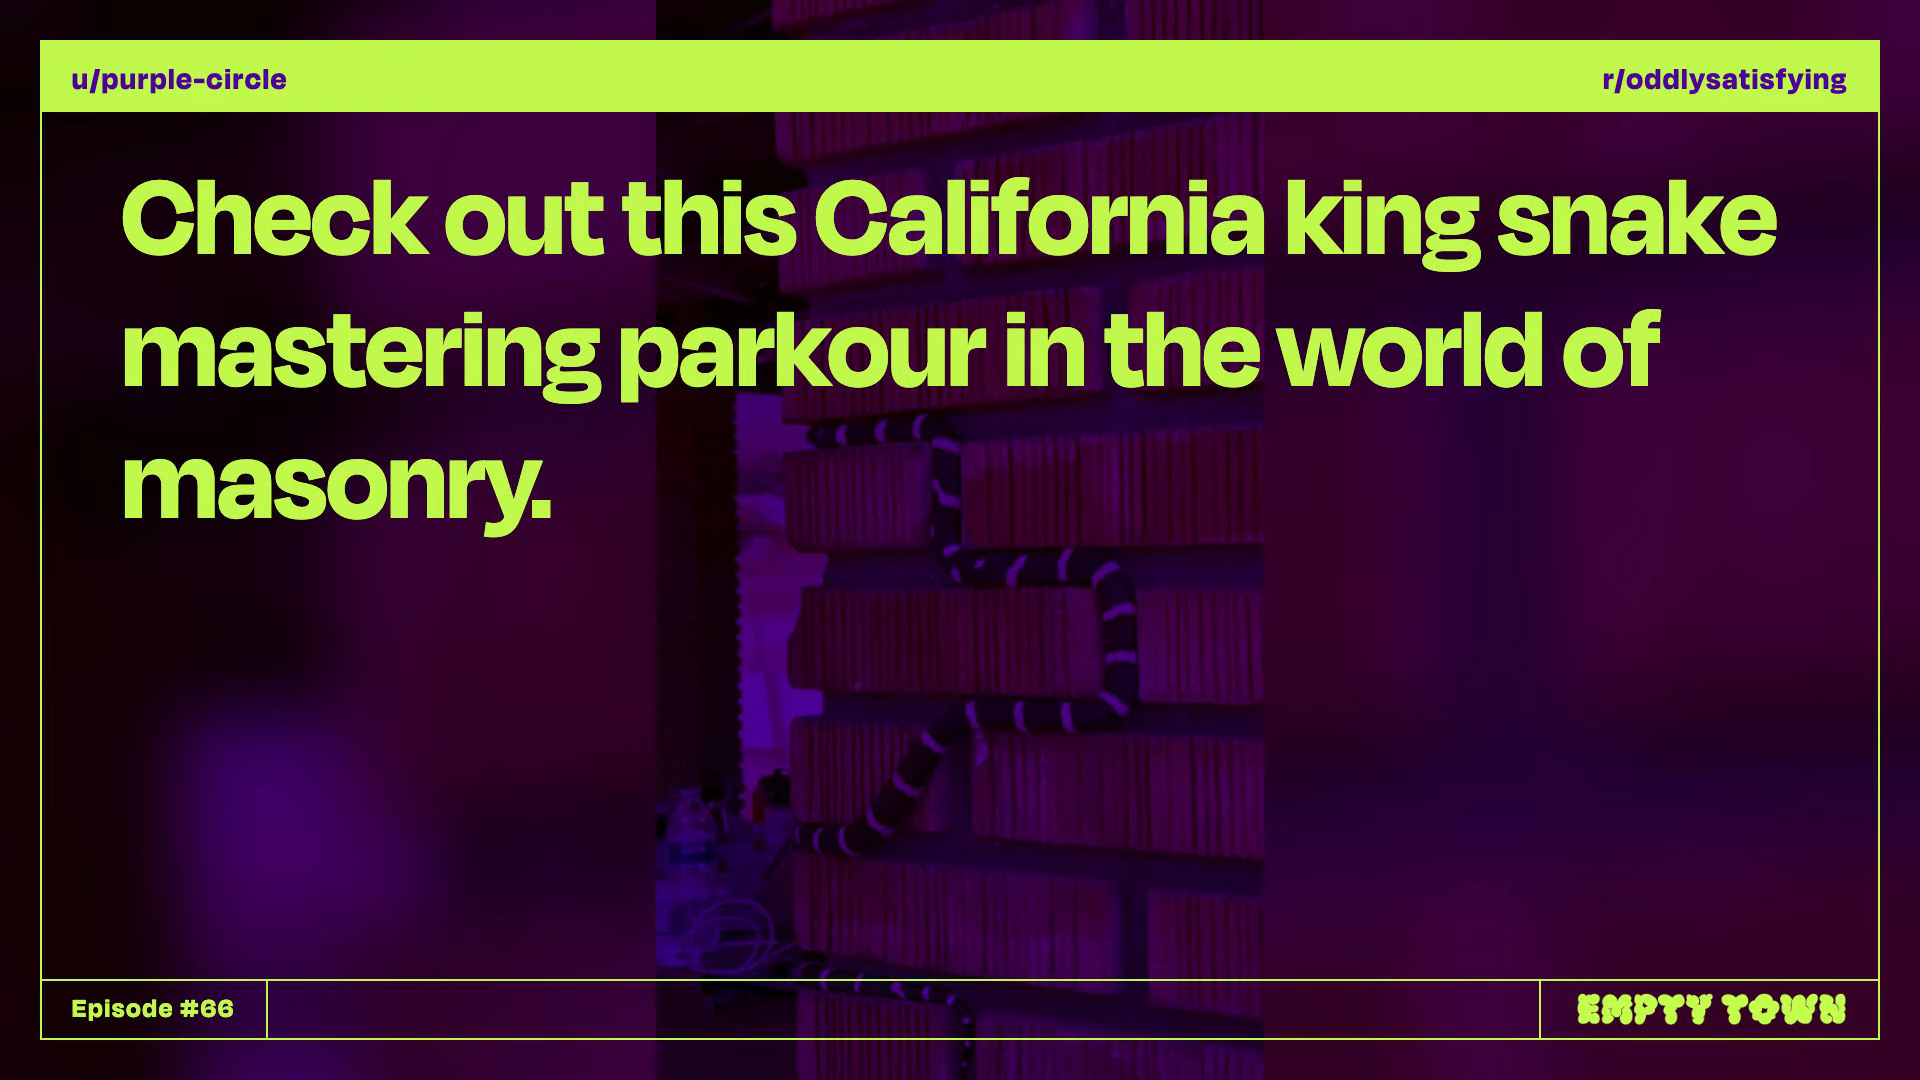 u/purple-circle
r/oddlysatisfying
Check out this California king snake
mastering parkour in the world of
masonry.
Episode #66
EMPTY TOWN